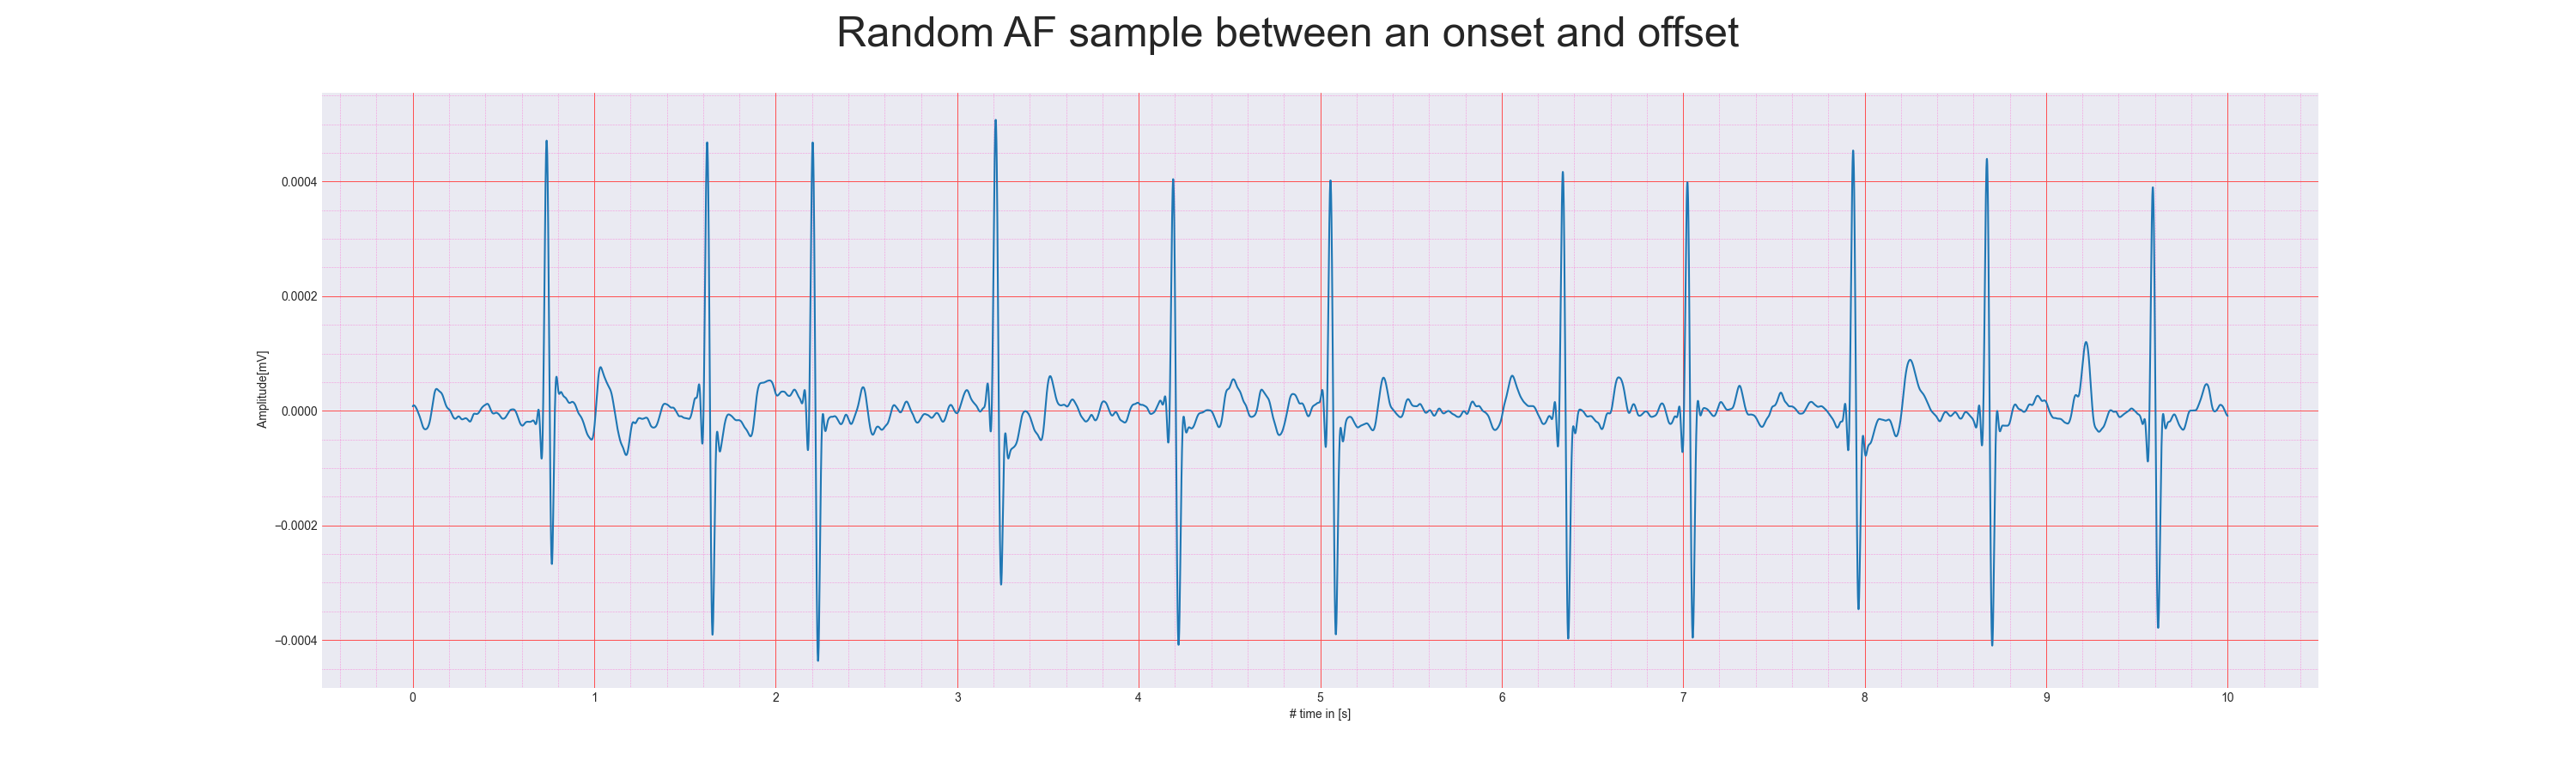 Random AF sample between an onset and offset
0.0004
0.0002
0.0000
−0.0002
−0.0004
Amplitude[mV]
0 1 2 3 4 5 6 7 8 9 10
# time in [s]